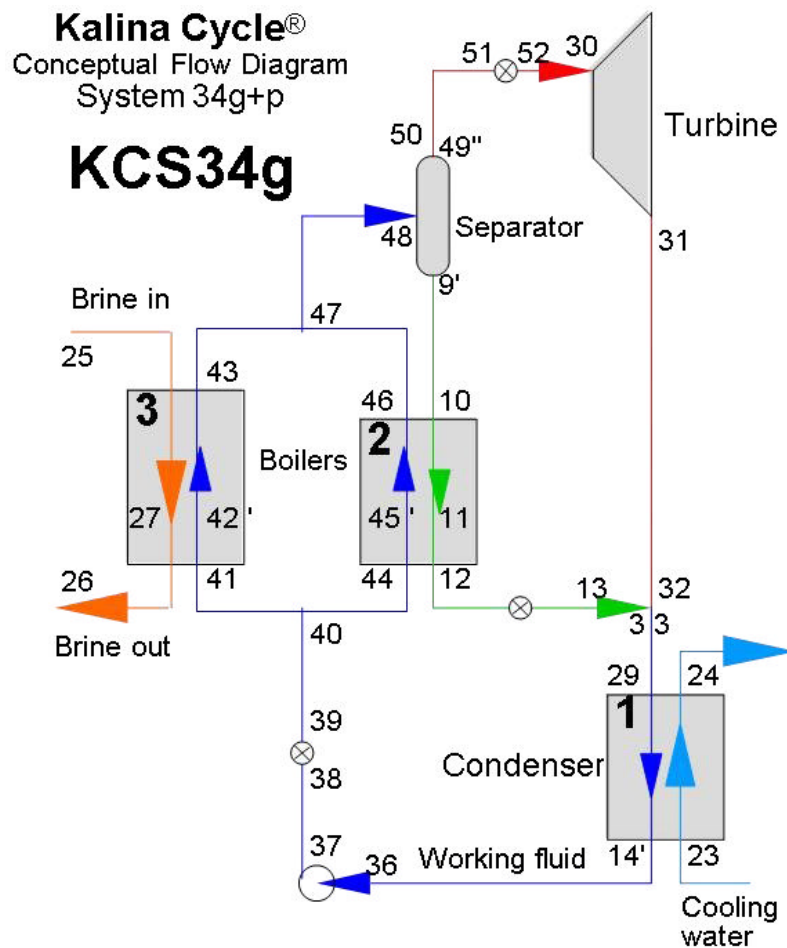 Kalina Cycle®
Conceptual Flow Diagram
System 34g+p
KCS34g
51 52 30
Turbine
50 49"
48 Separator
31
9'
Brine in
25
47
43
3
46 10
2
Boilers
27 42 '
45 ' 11
41
44 12
26
Brine out
40
13 32
3 3
29 24
1
39
Condenser
38
37
36 Working fluid
14' 23
Cooling
water